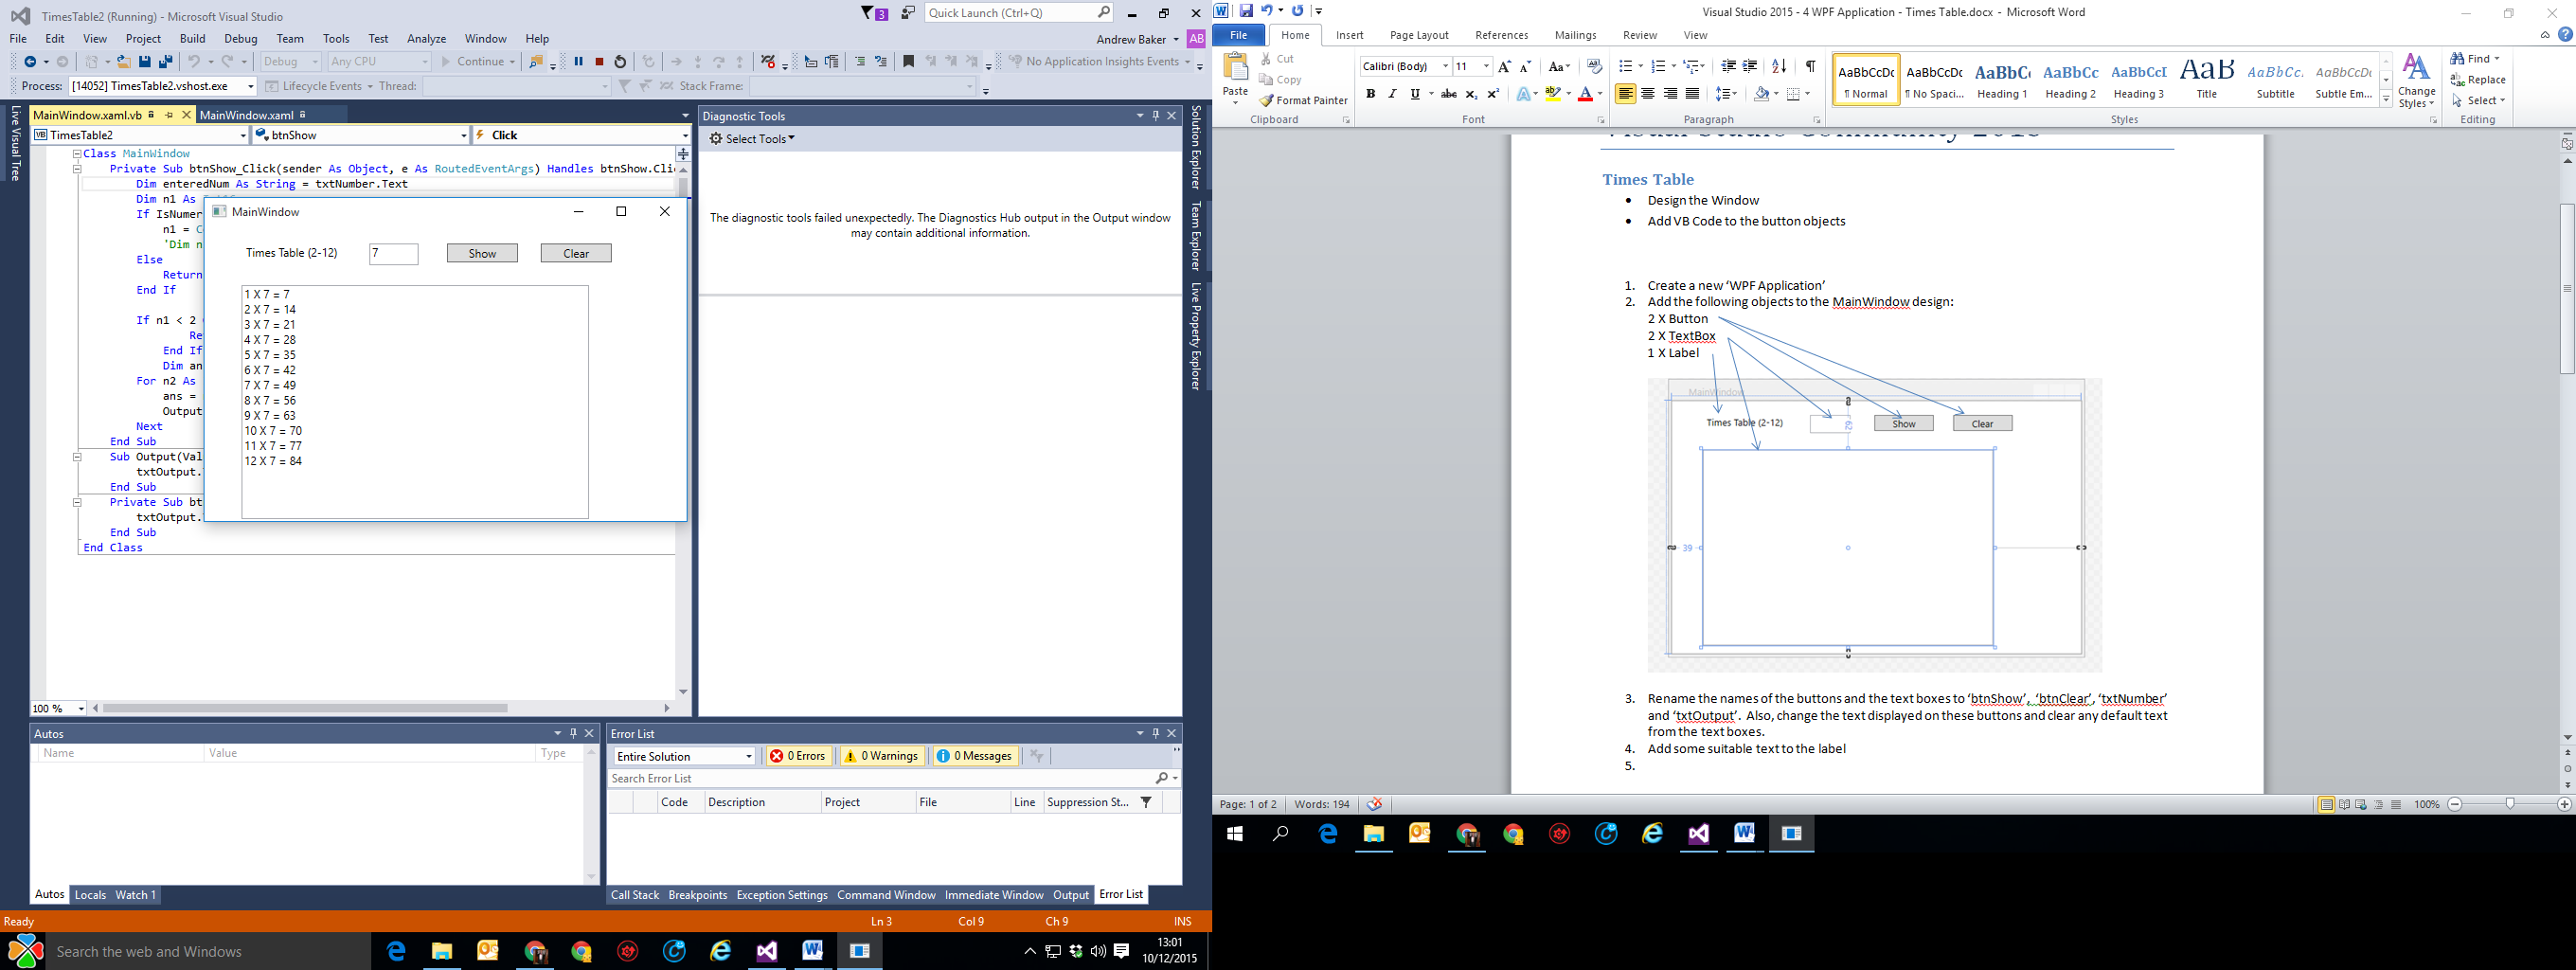 TimesTable2 (Running) - Microsoft Visual Studio
3
Quick Launch (Ctrl+Q)
File Edit View Project Build Debug Team Tools Test Analyze Window Help
Andrew Baker AB
Debug Any CPU Continue No Application Insights Events
Process: [14052] TimesTable2.vshost.exe Lifecycle Events Thread: Stack Frame:
Live Visual Tree
MainWindow.xaml.vb MainWindow.xaml
VB TimesTable2 btnShow Click
Class MainWindow
Private Sub btnShow_Click(sender As Object, e As RoutedEventArgs) Handles btnShow.Clic
Dim enteredNum As String = txtNumber.Text
Dim n1 As
If IsNumer
n1 = C
'Dim n
Else
Return
End If
If n1 < 2
Re
End If
Dim an
For n2 As
ans =
Output
Next
End Sub
Sub Output(Val
txtOutput.
End Sub
Private Sub bt
txtOutput.
End Sub
End Class
100 %
MainWindow
Times Table (2-12) 7 Show Clear
1 X 7 = 7
2 X 7 = 14
3 X 7 = 21
4 X 7 = 28
5 X 7 = 35
6 X 7 = 42
7 X 7 = 49
8 X 7 = 56
9 X 7 = 63
10 X 7 = 70
11 X 7 = 77
12 X 7 = 84
Diagnostic Tools
Select Tools
The diagnostic tools failed unexpectedly. The Diagnostics Hub output in the Output window
may contain additional information.
Solution Explorer
Team Explorer
Live Property Explorer
Autos
Name Value Type
Autos Locals Watch 1
Error List
Entire Solution 0 Errors 0 Warnings 0 Messages
Search Error List
Code Description Project File Line Suppression St...
Call Stack Breakpoints Exception Settings Command Window Immediate Window Output Error List
Ready Ln 3 Col 9 Ch 9 INS
Search the web and Windows
13:01
10/12/2015
Visual Studio 2015 - 4 WPF Application - Times Table.docx - Microsoft Word
File Home Insert Page Layout References Mailings Review View
Paste
Cut
Copy
Format Painter
Clipboard
Calibri (Body) 11
B I U abc x₂ x²
Font
Paragraph
AaBbCcDc AaBbCcDc AaBbC AaBbCc AaBbCcI AaB AaBbCc. AaBbCcDc
¶ Normal ¶ No Spaci... Heading 1 Heading 2 Heading 3 Title Subtitle Subtle Em...
Styles
Change
Styles
Find
Replace
Select
Editing
Visual Studio Community 2015
Times Table
• Design the Window
• Add VB Code to the button objects
1. Create a new ‘WPF Application’
2. Add the following objects to the MainWindow design:
2 X Button
2 X TextBox
1 X Label
MainWindow
Times Table (2-12) 62 Show Clear
39
3. Rename the names of the buttons and the text boxes to ‘btnShow’, ‘btnClear’, ‘txtNumber’
and ‘txtOutput’. Also, change the text displayed on these buttons and clear any default text
from the text boxes.
4. Add some suitable text to the label
5.
Page: 1 of 2 Words: 194
100%